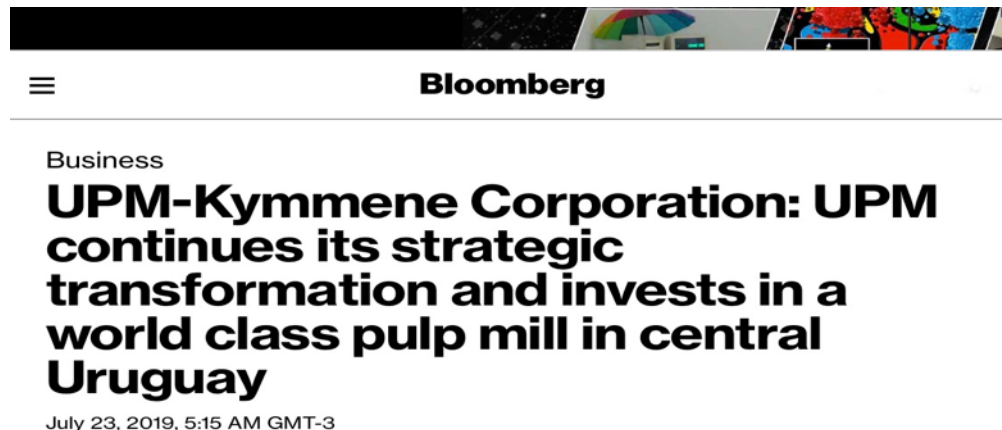 Bloomberg
Business
UPM-Kymmene Corporation: UPM
continues its strategic
transformation and invests in a
world class pulp mill in central
Uruguay
July 23, 2019, 5:15 AM GMT-3